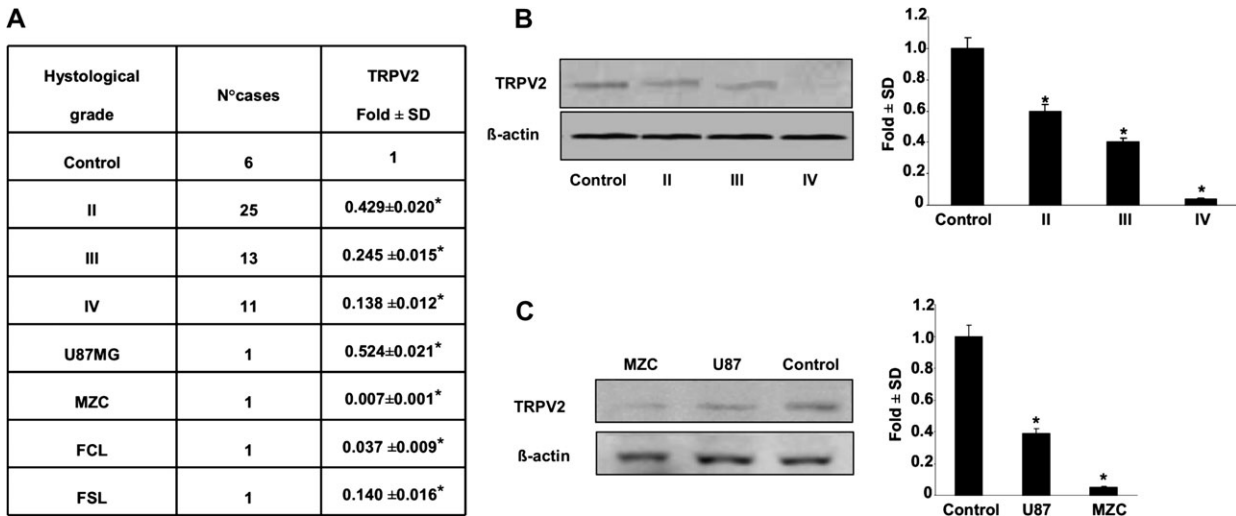 A
Hystological grade N°cases TRPV2 Fold ± SD
Control 6 1
II 25 0.429±0.020*
III 13 0.245 ±0.015*
IV 11 0.138 ±0.012*
U87MG 1 0.524±0.021*
MZC 1 0.007±0.001*
FCL 1 0.037 ±0.009*
FSL 1 0.140 ±0.016*
B
TRPV2
ß-actin
Control II III IV
Fold ± SD
1.2
1.0
0.8
0.6
0.4
0.2
0
* * *
Control II III IV
C
MZC U87 Control
TRPV2
ß-actin
Fold ± SD
1.2
1.0
0.8
0.6
0.4
0.2
0
* *
Control U87 MZC